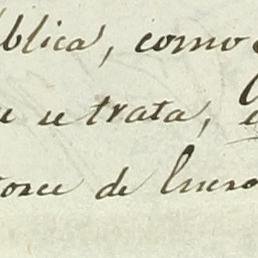 blica, como
se trata,
torce de Enero